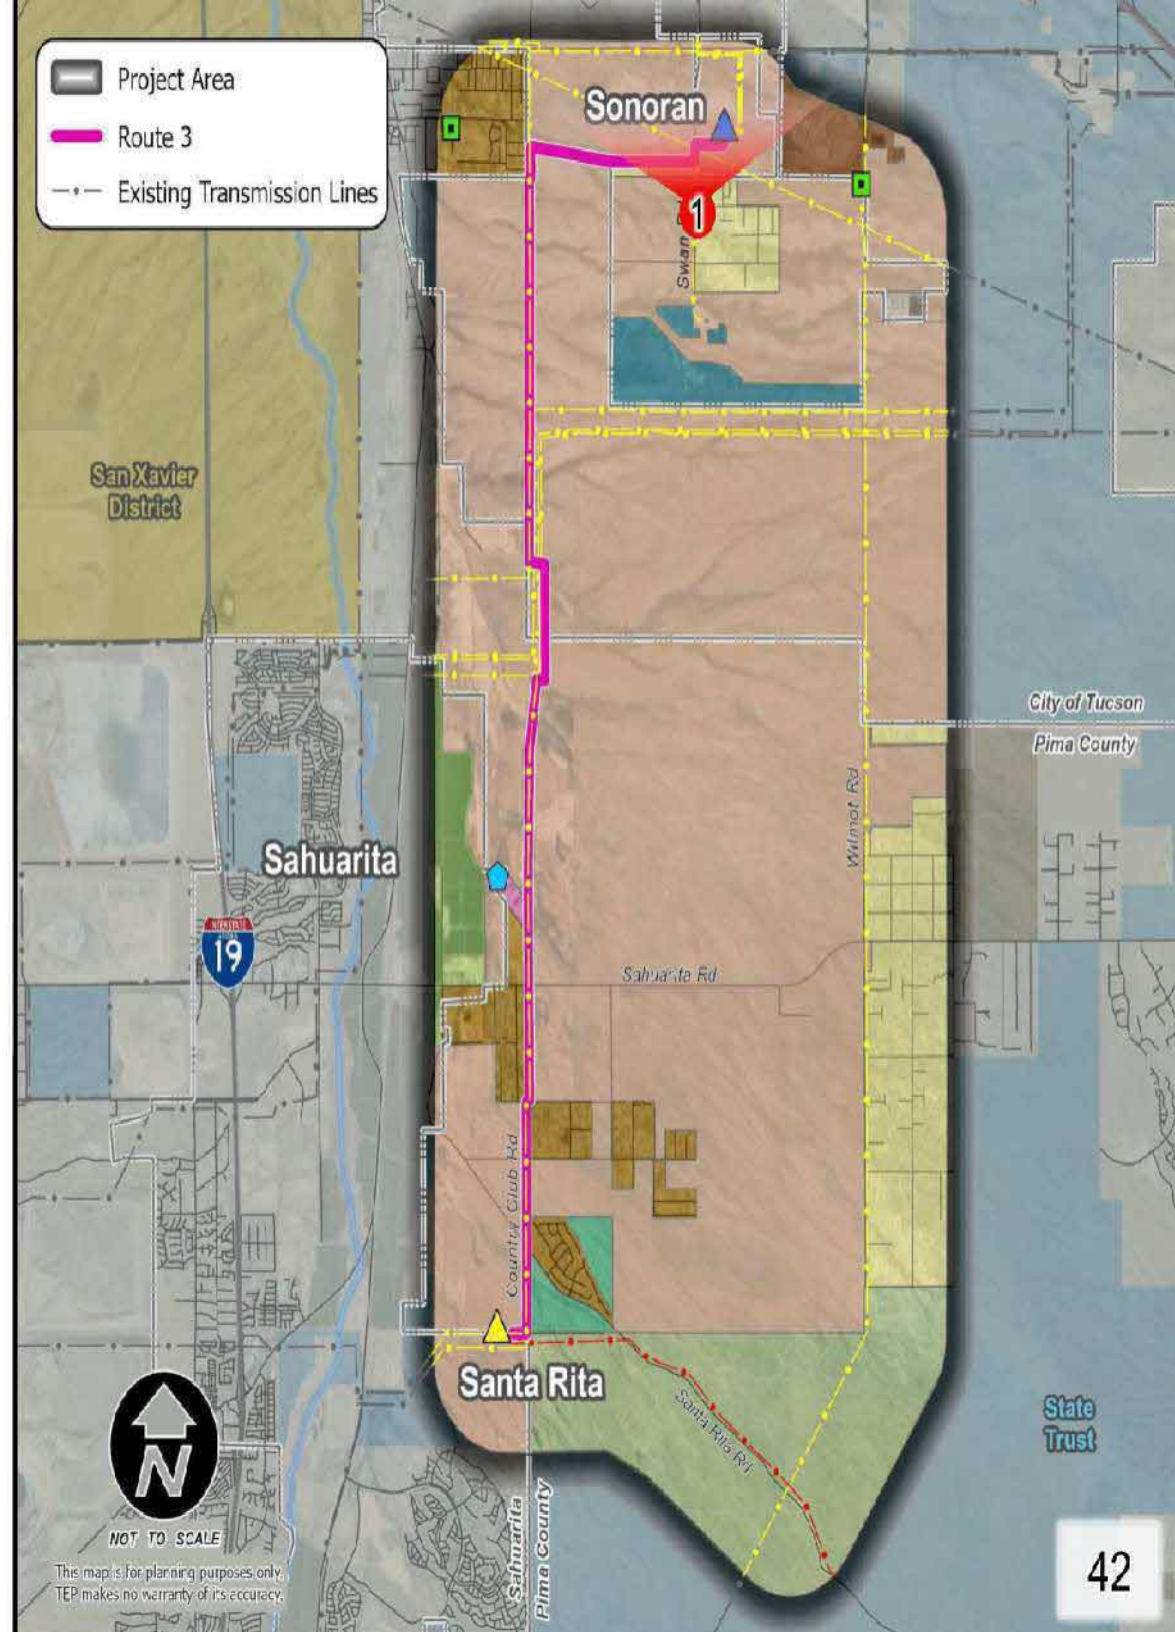 Project Area
Route 3
Existing Transmission Lines
Sonoran
1
Swan
San Xavier
District
City of Tucson
Pima County
Wilmot Rd
Sahuarita
INTERSTATE
19
Sahuarita Rd
Country Club Rd
Santa Rita
Santa Rita Rd
State
Trust
N
NOT TO SCALE
This map is for planning purposes only.
TEP makes no warranty of its accuracy.
Sahuarita
Pima County
42